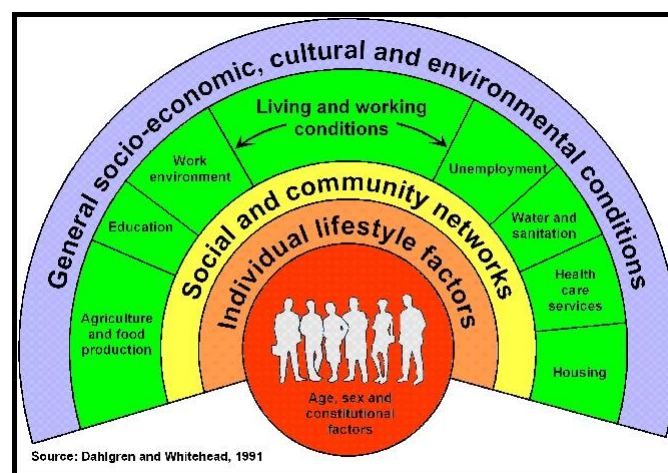 General socio-economic, cultural and environmental conditions
Living and working
conditions
Work
environment
Unemployment
Education
Water and
sanitation
Agriculture
and food
production
Health
care
services
Housing
Social and community networks
Individual lifestyle factors
Age, sex and
constitutional
factors
Source: Dahlgren and Whitehead, 1991